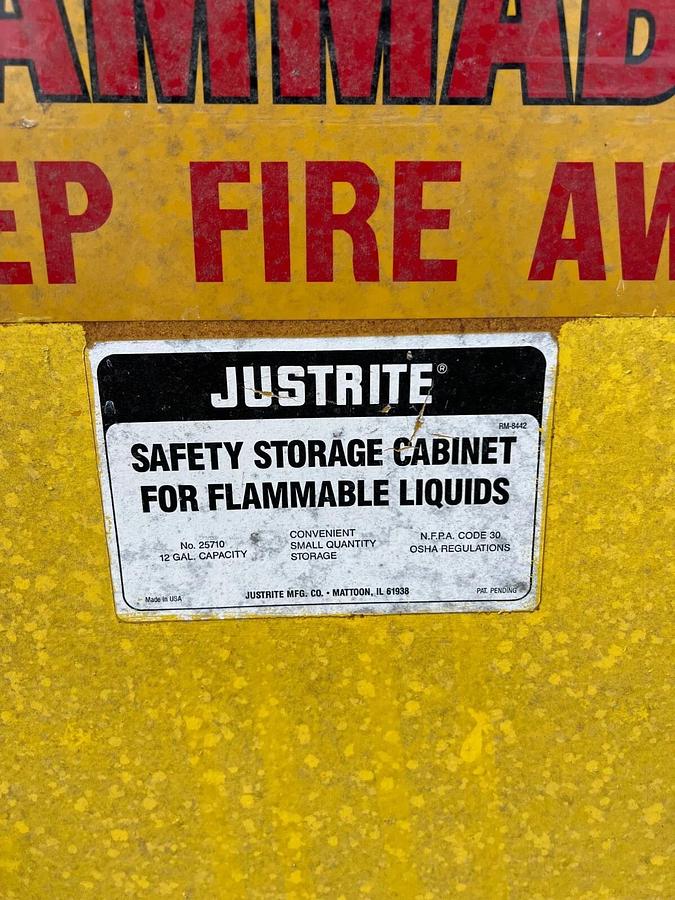 AMMAB
EP FIRE AW
JUSTRITE®
RM-8442
SAFETY STORAGE CABINET
FOR FLAMMABLE LIQUIDS
No. 25710
12 GAL. CAPACITY
CONVENIENT
SMALL QUANTITY
STORAGE
N.F.P.A. CODE 30
OSHA REGULATIONS
Made in USA
JUSTRITE MFG. CO. • MATTOON, IL 61938
PAT. PENDING